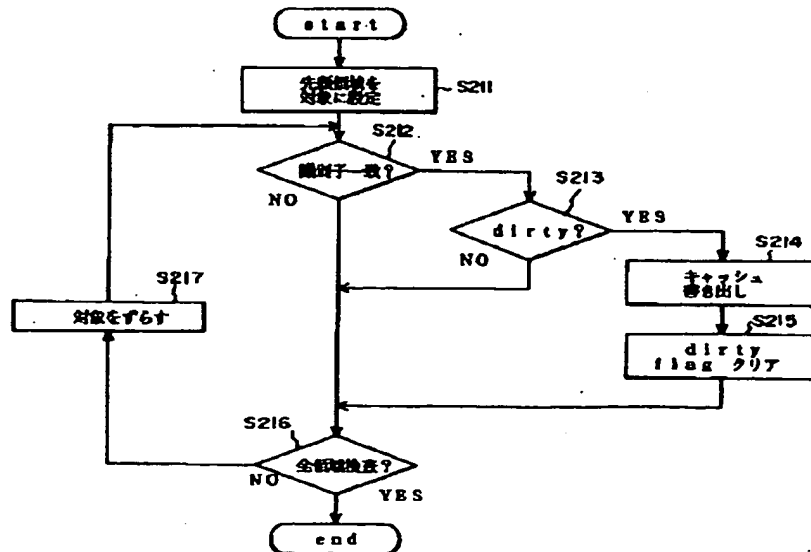 start
先頭領域を
対象に設定
S211
S212
識別子一致?
YES
NO
S213
dirty?
YES
NO
S214
キャッシュ
書き出し
S215
dirty
flag クリア
S217
対象をずらす
S216
全領域検査?
NO
YES
end